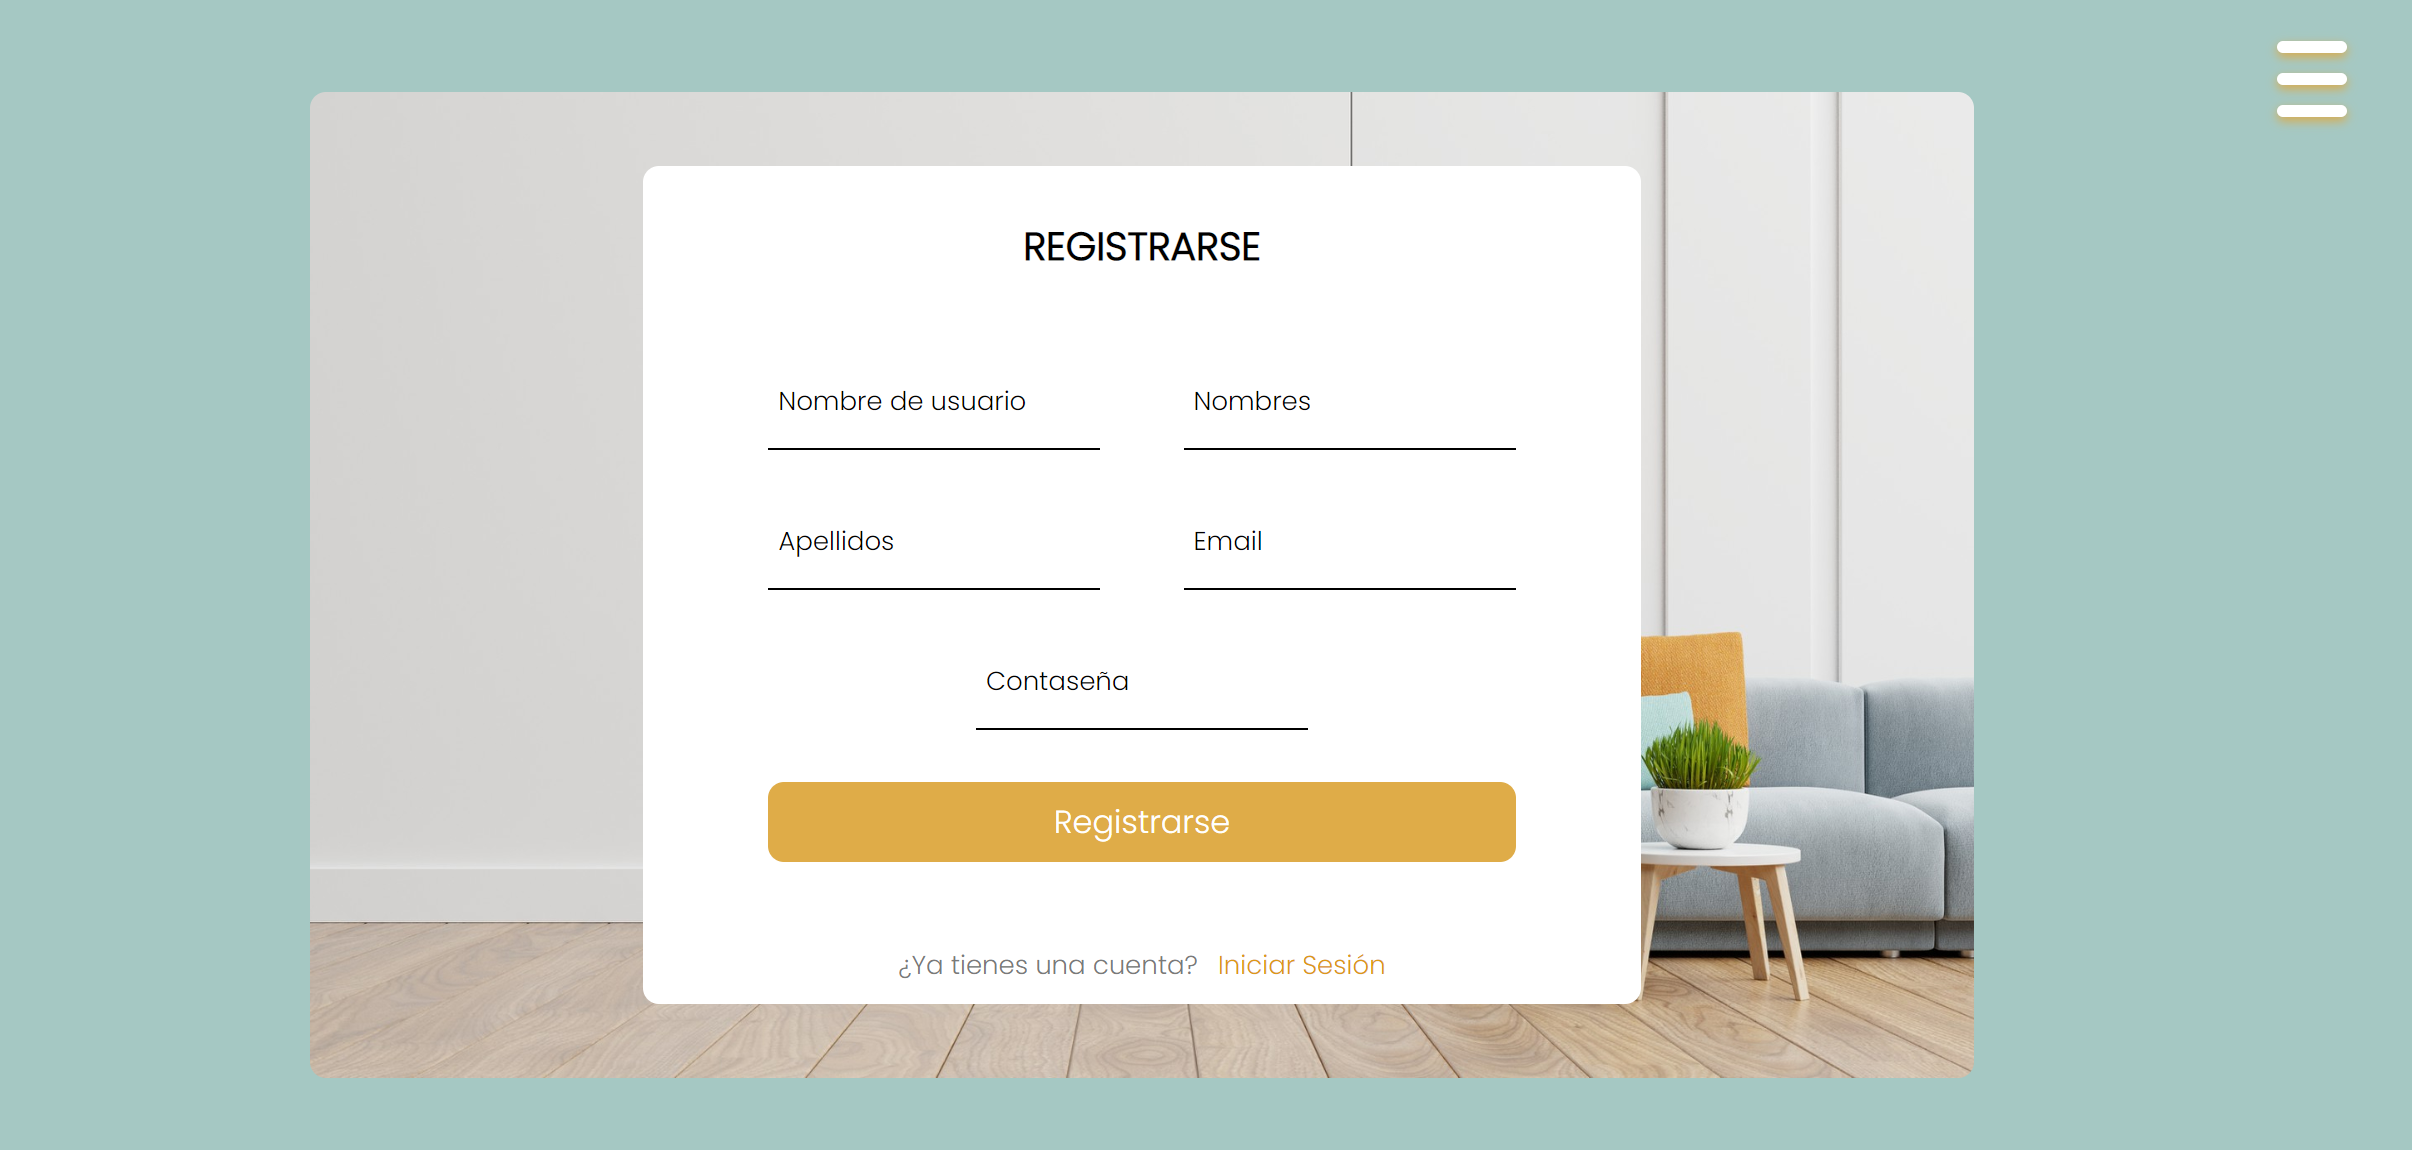 REGISTRARSE
Nombre de usuario
Nombres
Apellidos
Email
Contaseña
Registrarse
¿Ya tienes una cuenta? Iniciar Sesión